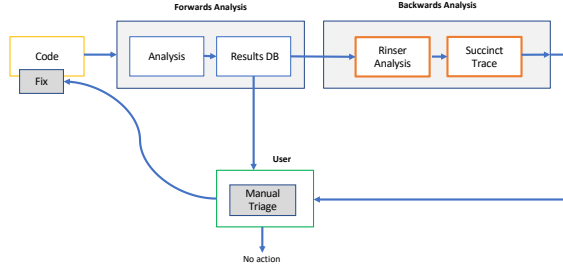 Forwards Analysis
Backwards Analysis
Code
Fix
Analysis
Results DB
Rinser
Analysis
Succinct
Trace
User
Manual
Triage
No action